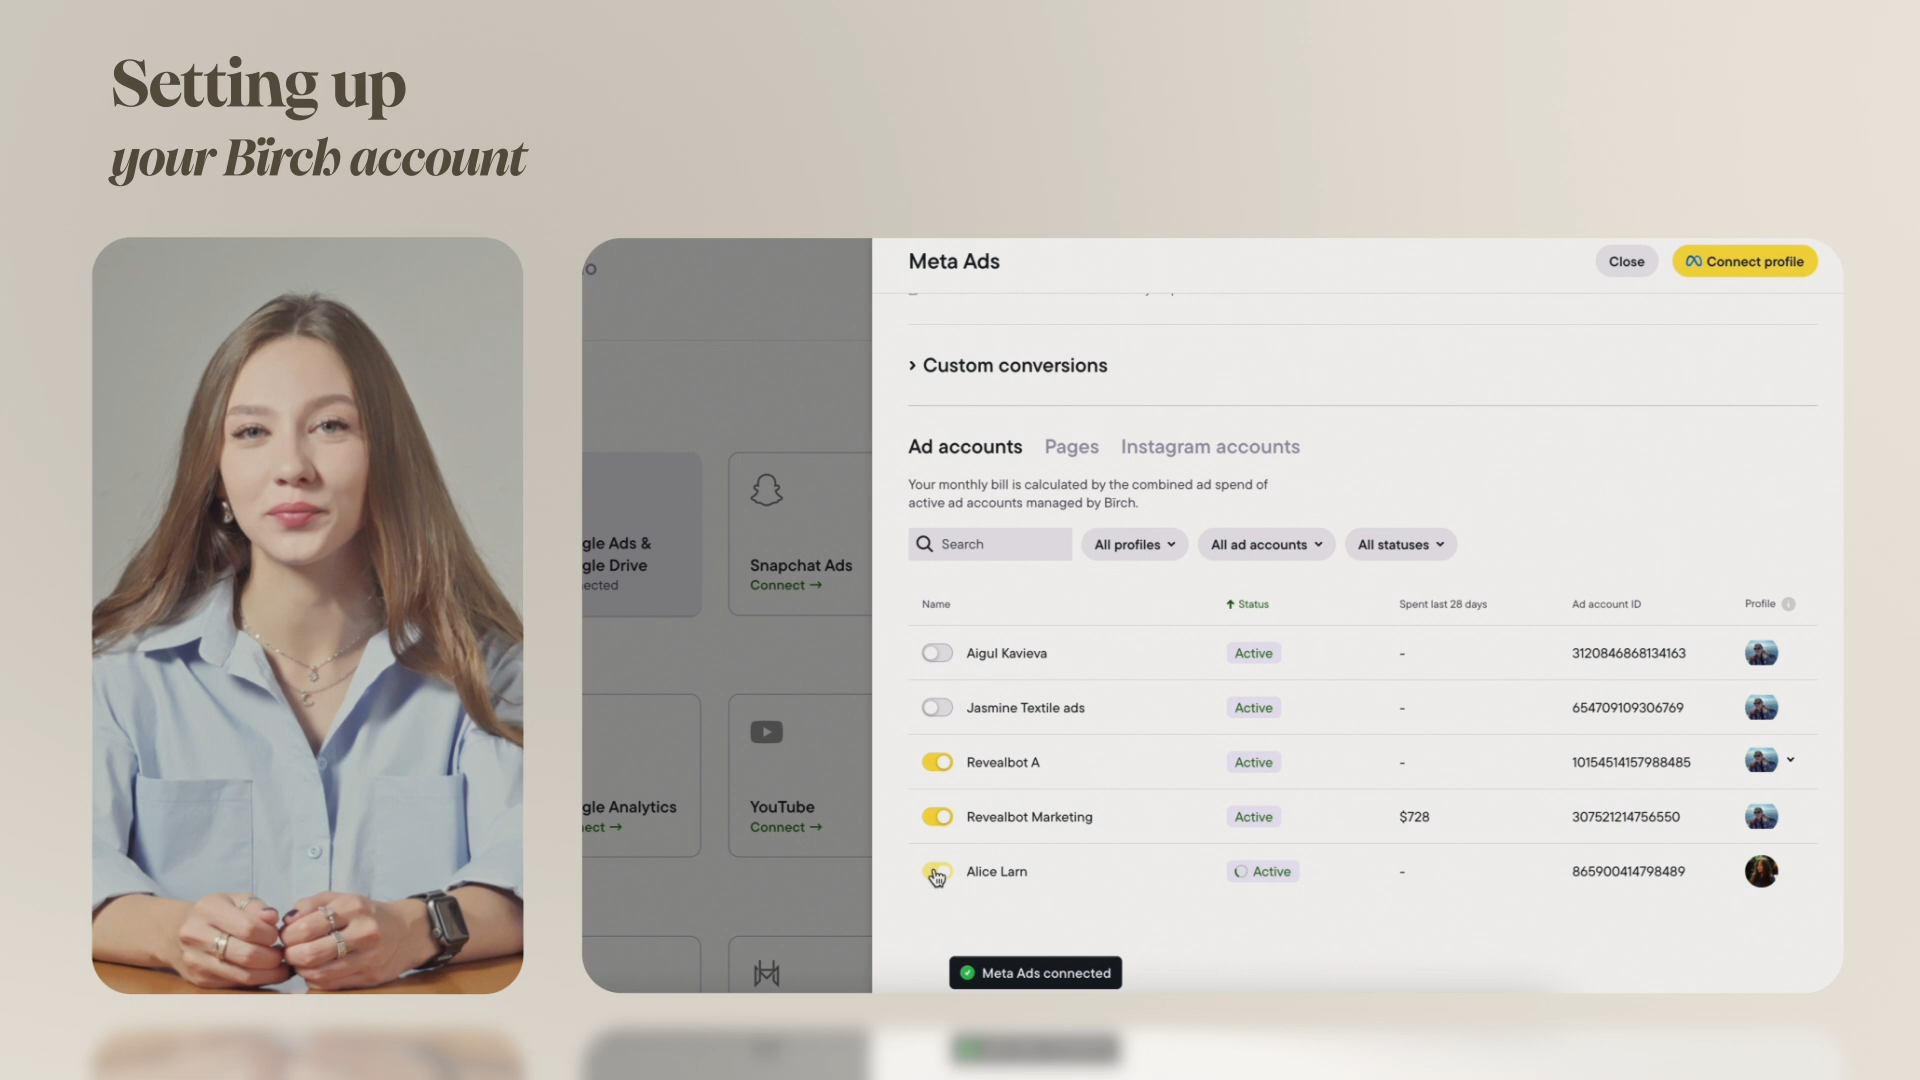 Setting up
your Bïrch account
o
Meta Ads
Close
Connect profile
Custom conversions
Ad accounts
Pages
Instagram accounts
Your monthly bill is calculated by the combined ad spend of
active ad accounts managed by Bïrch.
Search
All profiles
All ad accounts
All statuses
Name
↑ Status
Spent last 28 days
Ad account ID
Profile
Aigul Kavieva
Active
-
3120846868134163
Jasmine Textile ads
Active
-
654709109306769
Revealbot A
Active
-
10154514157988485
Revealbot Marketing
Active
$728
307521214756550
Alice Larn
Active
-
865900414798489
Meta Ads connected
gle Ads &
gle Drive
ected
Snapchat Ads
Connect →
gle Analytics
ect →
YouTube
Connect →